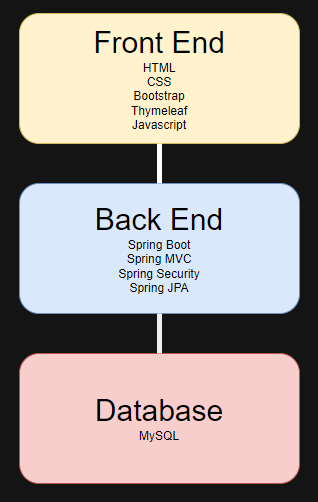 Front End
HTML
CSS
Bootstrap
Thymeleaf
Javascript
Back End
Spring Boot
Spring MVC
Spring Security
Spring JPA
Database
MySQL